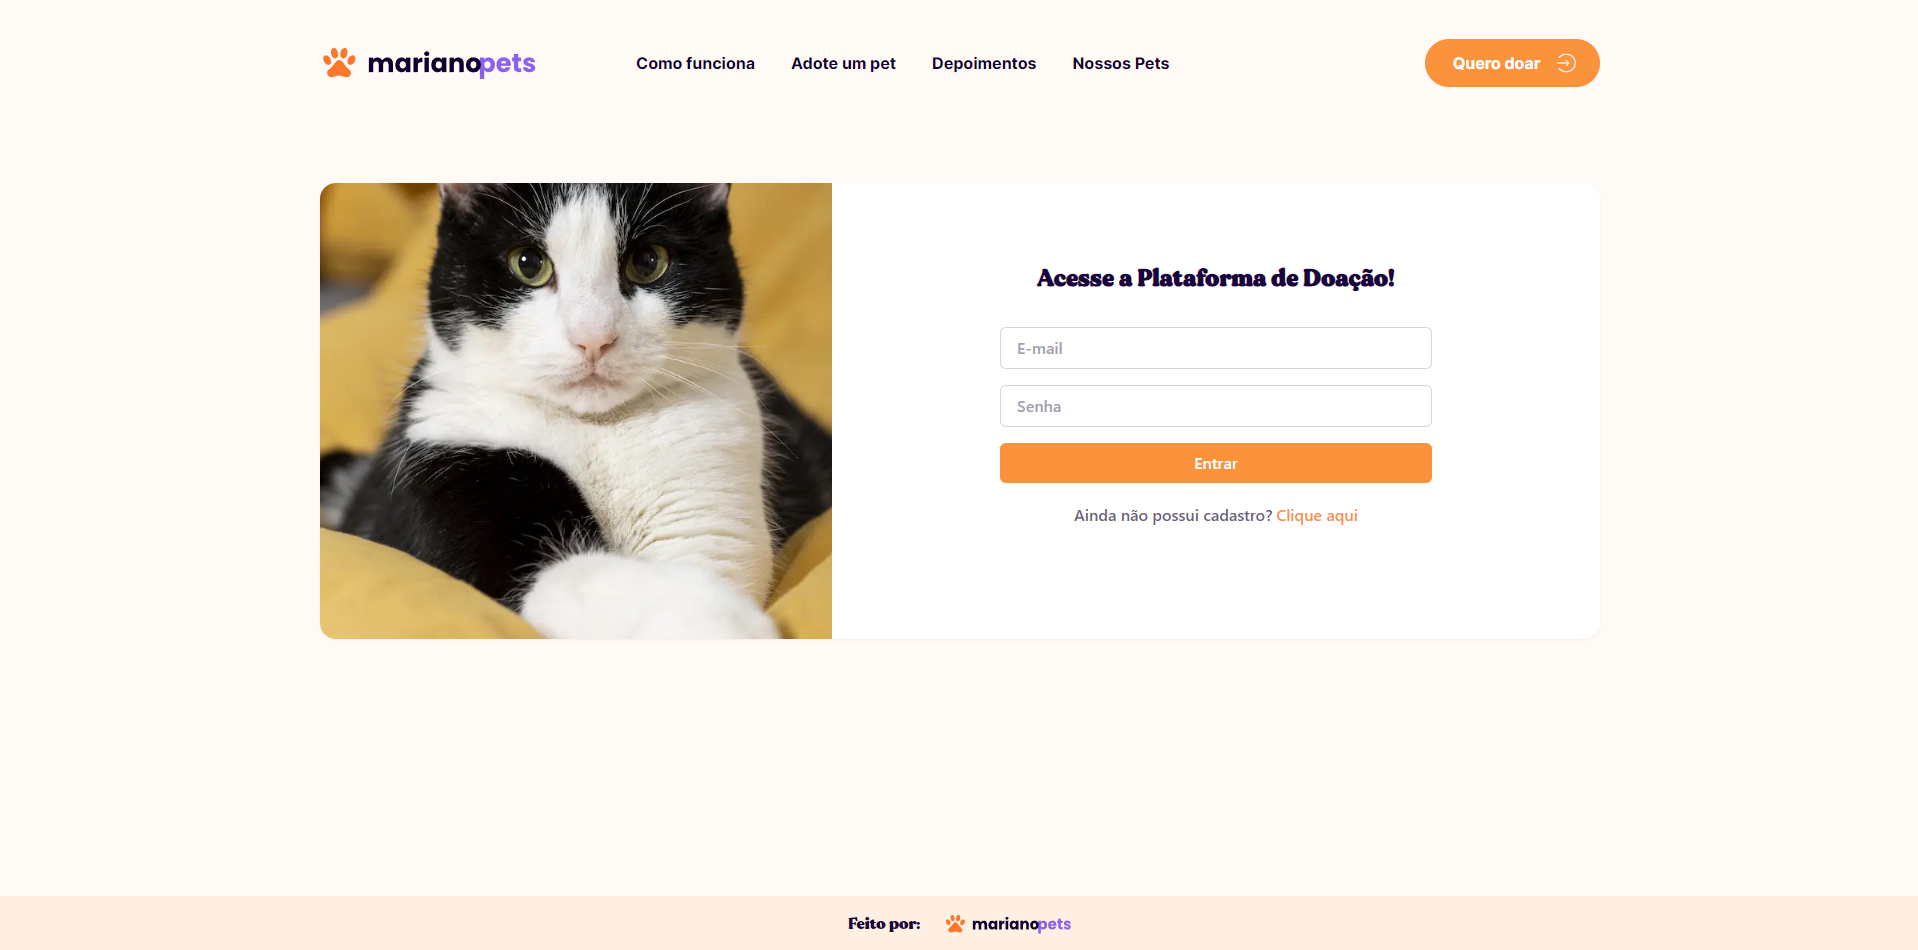 marianopets
Como funciona
Adote um pet
Depoimentos
Nossos Pets
Quero doar
Acesse a Plataforma de Doação!
E-mail
Senha
Entrar
Ainda não possui cadastro? Clique aqui
Feito por: marianopets